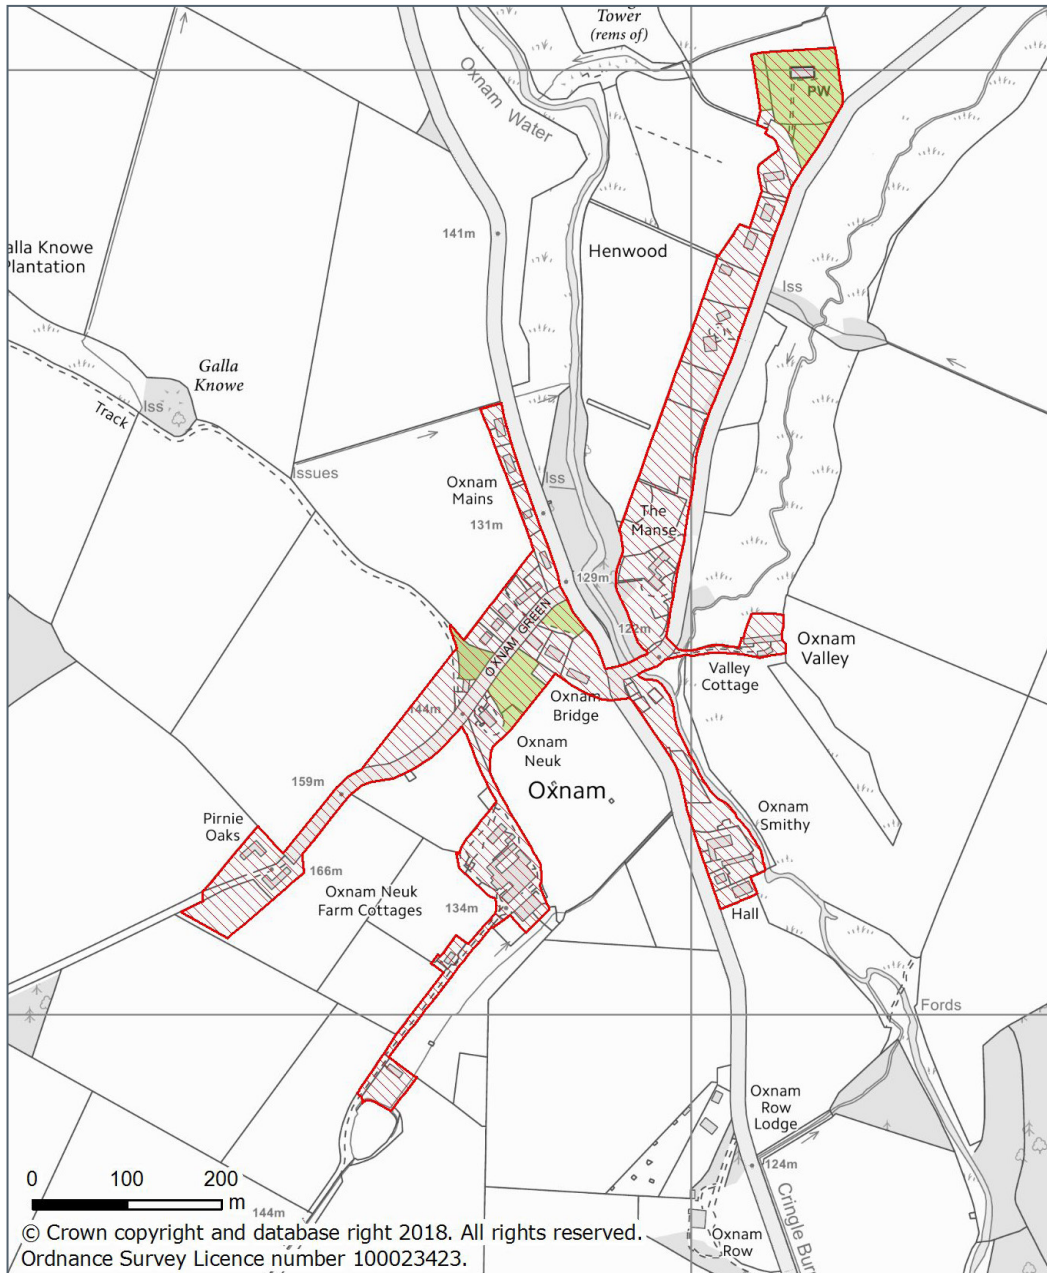 Tower
(rems of)
Oxnam Water
PW
141m
Henwood
alla Knowe
Plantation
Iss
Galla
Knowe
Iss
Track
Issues
Oxnam
Mains
Iss
131m
The
Manse
129m
OXNAM GREEN
122m
Oxnam
Valley
Valley
Cottage
Oxnam
Bridge
144m
Oxnam
Neuk
159m
Oxnam
Oxnam
Smithy
Pirnie
Oaks
166m
Oxnam Neuk
Farm Cottages
134m
Hall
Fords
Oxnam
Row
Lodge
124m
Cringle Bur
Oxnam
Row
0 100 200
m
144m
© Crown copyright and database right 2018. All rights reserved.
Ordnance Survey Licence number 100023423.